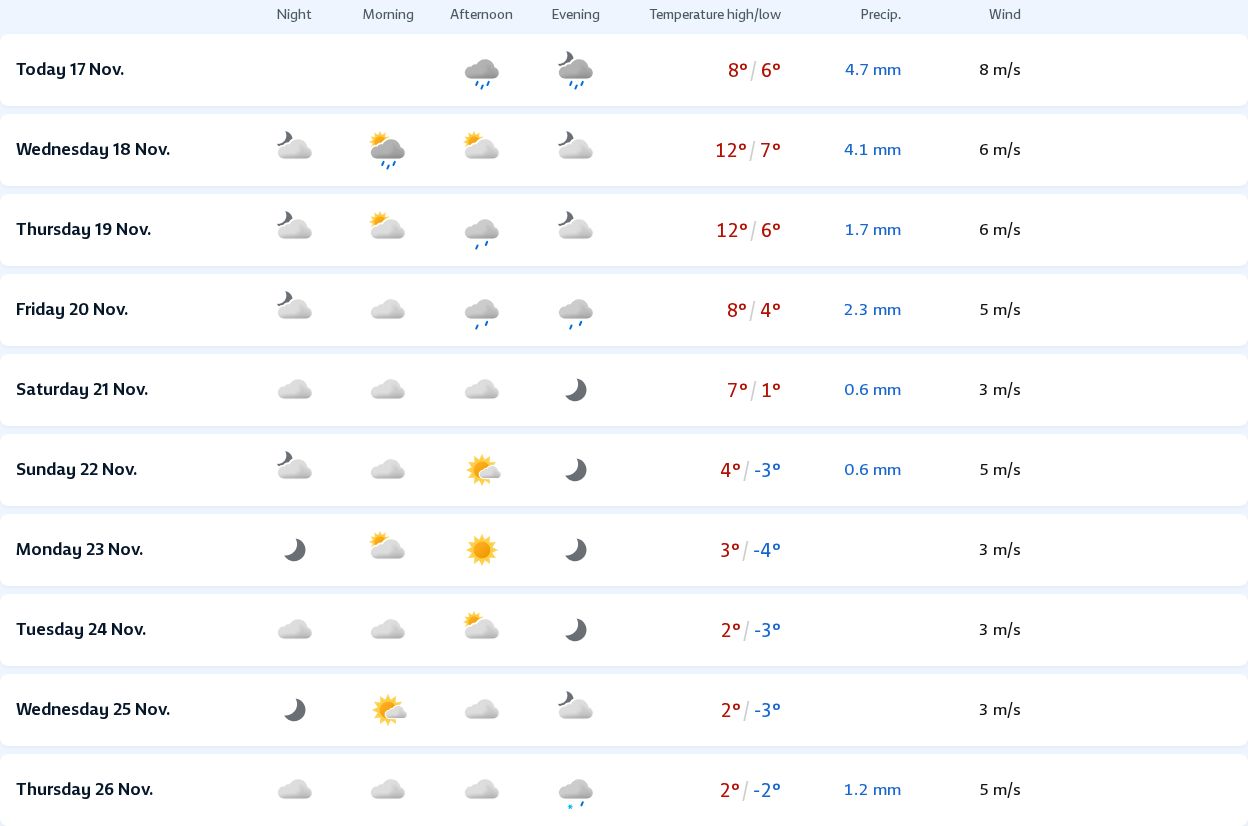 Night Morning Afternoon Evening Temperature high/low Precip. Wind
Today 17 Nov. 8°/6° 4.7 mm 8 m/s
Wednesday 18 Nov. 12°/7° 4.1 mm 6 m/s
Thursday 19 Nov. 12°/6° 1.7 mm 6 m/s
Friday 20 Nov. 8°/4° 2.3 mm 5 m/s
Saturday 21 Nov. 7°/1° 0.6 mm 3 m/s
Sunday 22 Nov. 4°/-3° 0.6 mm 5 m/s
Monday 23 Nov. 3°/-4° 3 m/s
Tuesday 24 Nov. 2°/-3° 3 m/s
Wednesday 25 Nov. 2°/-3° 3 m/s
Thursday 26 Nov. 2°/-2° 1.2 mm 5 m/s